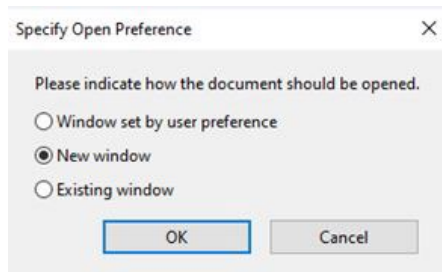 Specify Open Preference
Please indicate how the document should be opened.
Window set by user preference
New window
Existing window
OK Cancel